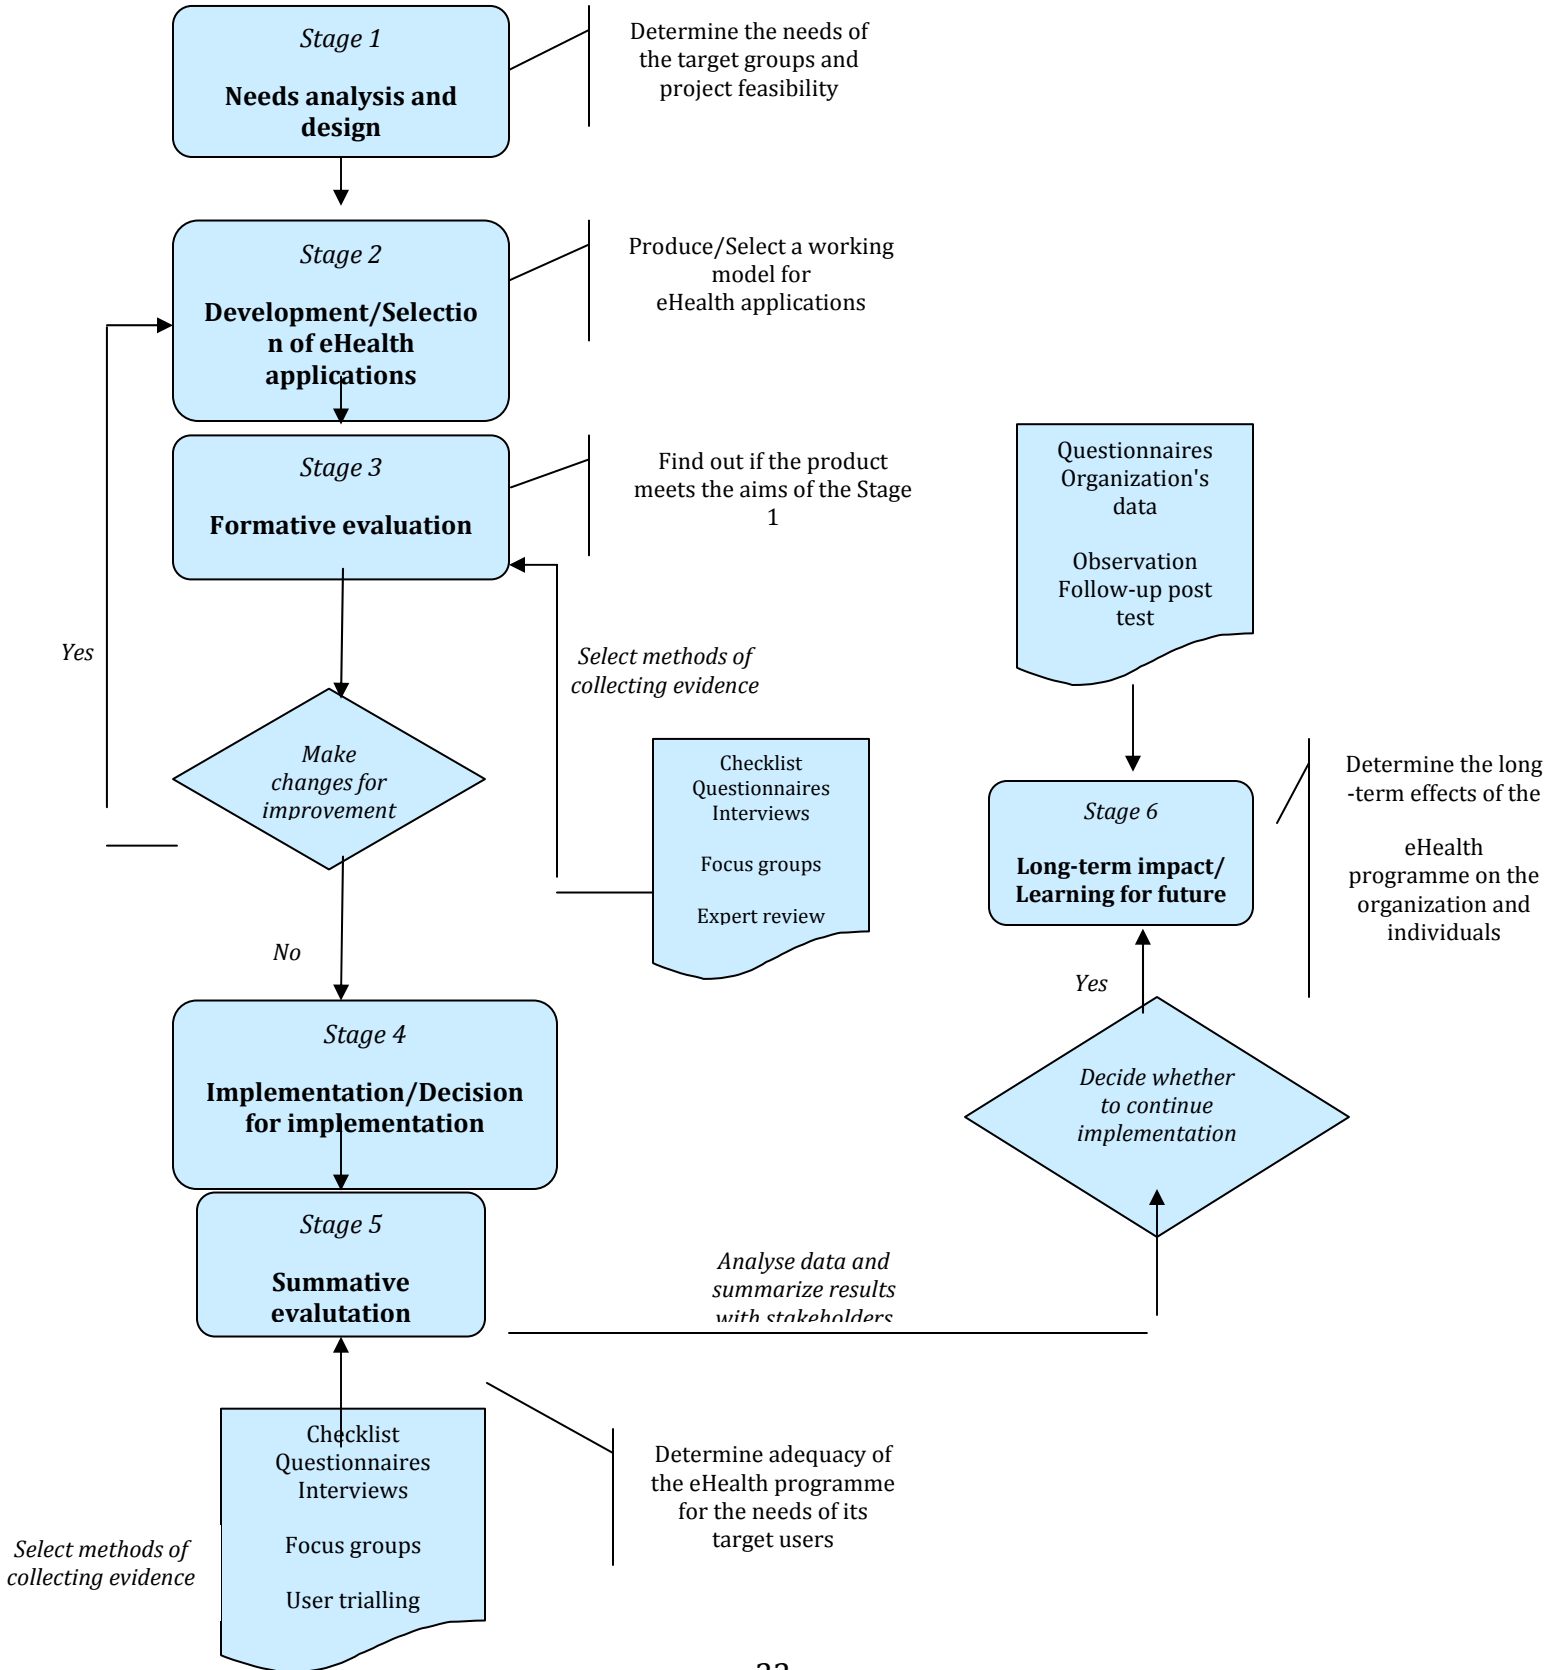 Stage 1
Needs analysis and
design
Determine the needs of
the target groups and
project feasibility
Stage 2
Development/Selectio
n of eHealth
applications
Produce/Select a working
model for
eHealth applications
Stage 3
Formative evaluation
Find out if the product
meets the aims of the Stage
1
Questionnaires
Organization's
data
Observation
Follow-up post
test
Yes
Select methods of
collecting evidence
Make
changes for
improvement
Checklist
Questionnaires
Interviews
Focus groups
Expert review
Stage 6
Long-term impact/
Learning for future
Determine the long
-term effects of the
eHealth
programme on the
organization and
individuals
No
Yes
Stage 4
Implementation/Decision
for implementation
Decide whether
to continue
implementation
Stage 5
Summative
evalutation
Analyse data and
summarize results
with stakeholders
Checklist
Questionnaires
Interviews
Focus groups
User trialling
Determine adequacy of
the eHealth programme
for the needs of its
target users
Select methods of
collecting evidence